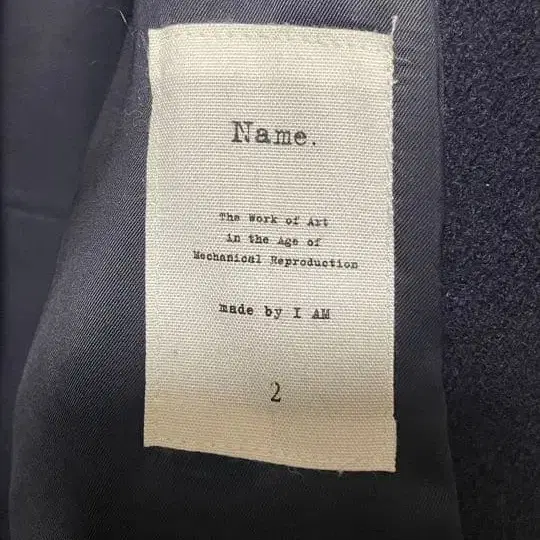 Name.
The Work of Art
in the Age of
Mechanical Reproduction
made by I AM
2